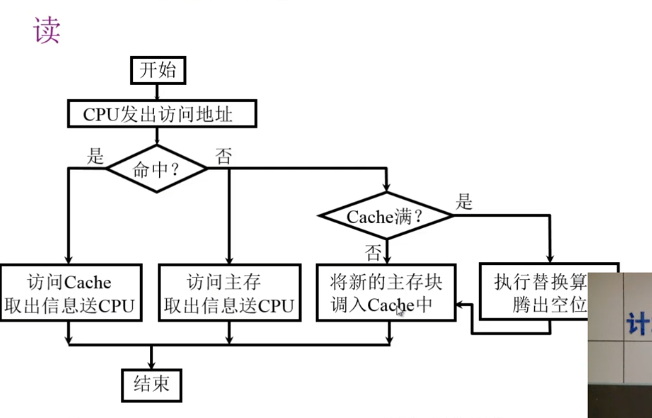 读
开始
CPU发出访问地址
是
命中?
否
Cache满?
是
否
访问Cache
取出信息送CPU
访问主存
取出信息送CPU
将新的主存块
调入Cache中
执行替换算
腾出空位
计
结束